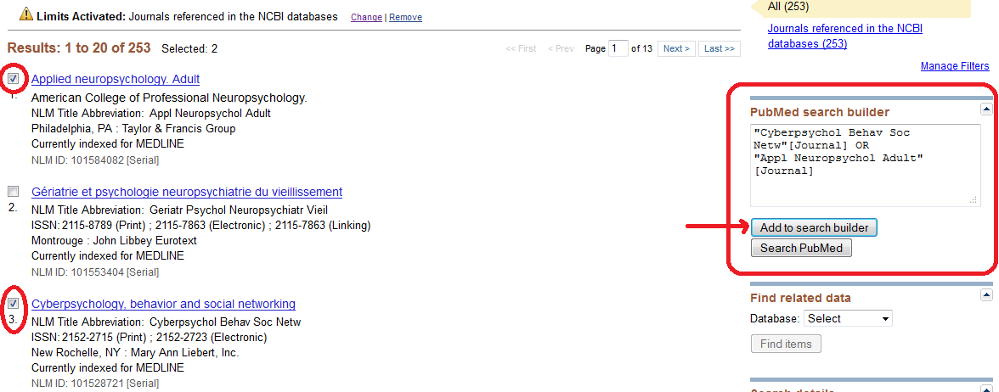 Limits Activated: Journals referenced in the NCBI databases Change | Remove
Results: 1 to 20 of 253 Selected: 2
<< First < Prev Page 1 of 13 Next > Last >>
Applied neuropsychology. Adult
1.
American College of Professional Neuropsychology.
NLM Title Abbreviation: Appl Neuropsychol Adult
Philadelphia, PA : Taylor & Francis Group
Currently indexed for MEDLINE
NLM ID: 101584082 [Serial]
Gériatrie et psychologie neuropsychiatrie du vieillissement
2.
NLM Title Abbreviation: Geriatr Psychol Neuropsychiatr Vieil
ISSN: 2115-8789 (Print) ; 2115-7863 (Electronic) ; 2115-7863 (Linking)
Montrouge : John Libbey Eurotext
Currently indexed for MEDLINE
NLM ID: 101553404 [Serial]
Cyberpsychology, behavior and social networking
3.
NLM Title Abbreviation: Cyberpsychol Behav Soc Netw
ISSN: 2152-2715 (Print) ; 2152-2723 (Electronic)
New Rochelle, NY : Mary Ann Liebert, Inc.
Currently indexed for MEDLINE
NLM ID: 101528721 [Serial]
All (253)
Journals referenced in the NCBI
databases (253)
Manage Filters
PubMed search builder
"Cyberpsychol Behav Soc
Netw"[Journal] OR
"Appl Neuropsychol Adult"
[Journal]
Add to search builder
Search PubMed
Find related data
Database: Select
Find items
Search details